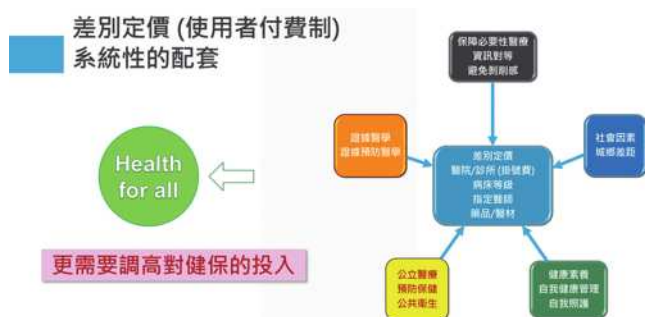 差別定價 (使用者付費制)
系統性的配套
保障必要性醫療
資訊對等
避免剝削感
證據醫學
證據預防醫學
社會因素
城鄉差距
差別定價
醫院/診所 (掛號費)
病床等級
指定醫師
藥品/醫材
Health
for all
更需要調高對健保的投入
公立醫療
預防保健
公共衛生
健康素養
自我健康管理
自我照護